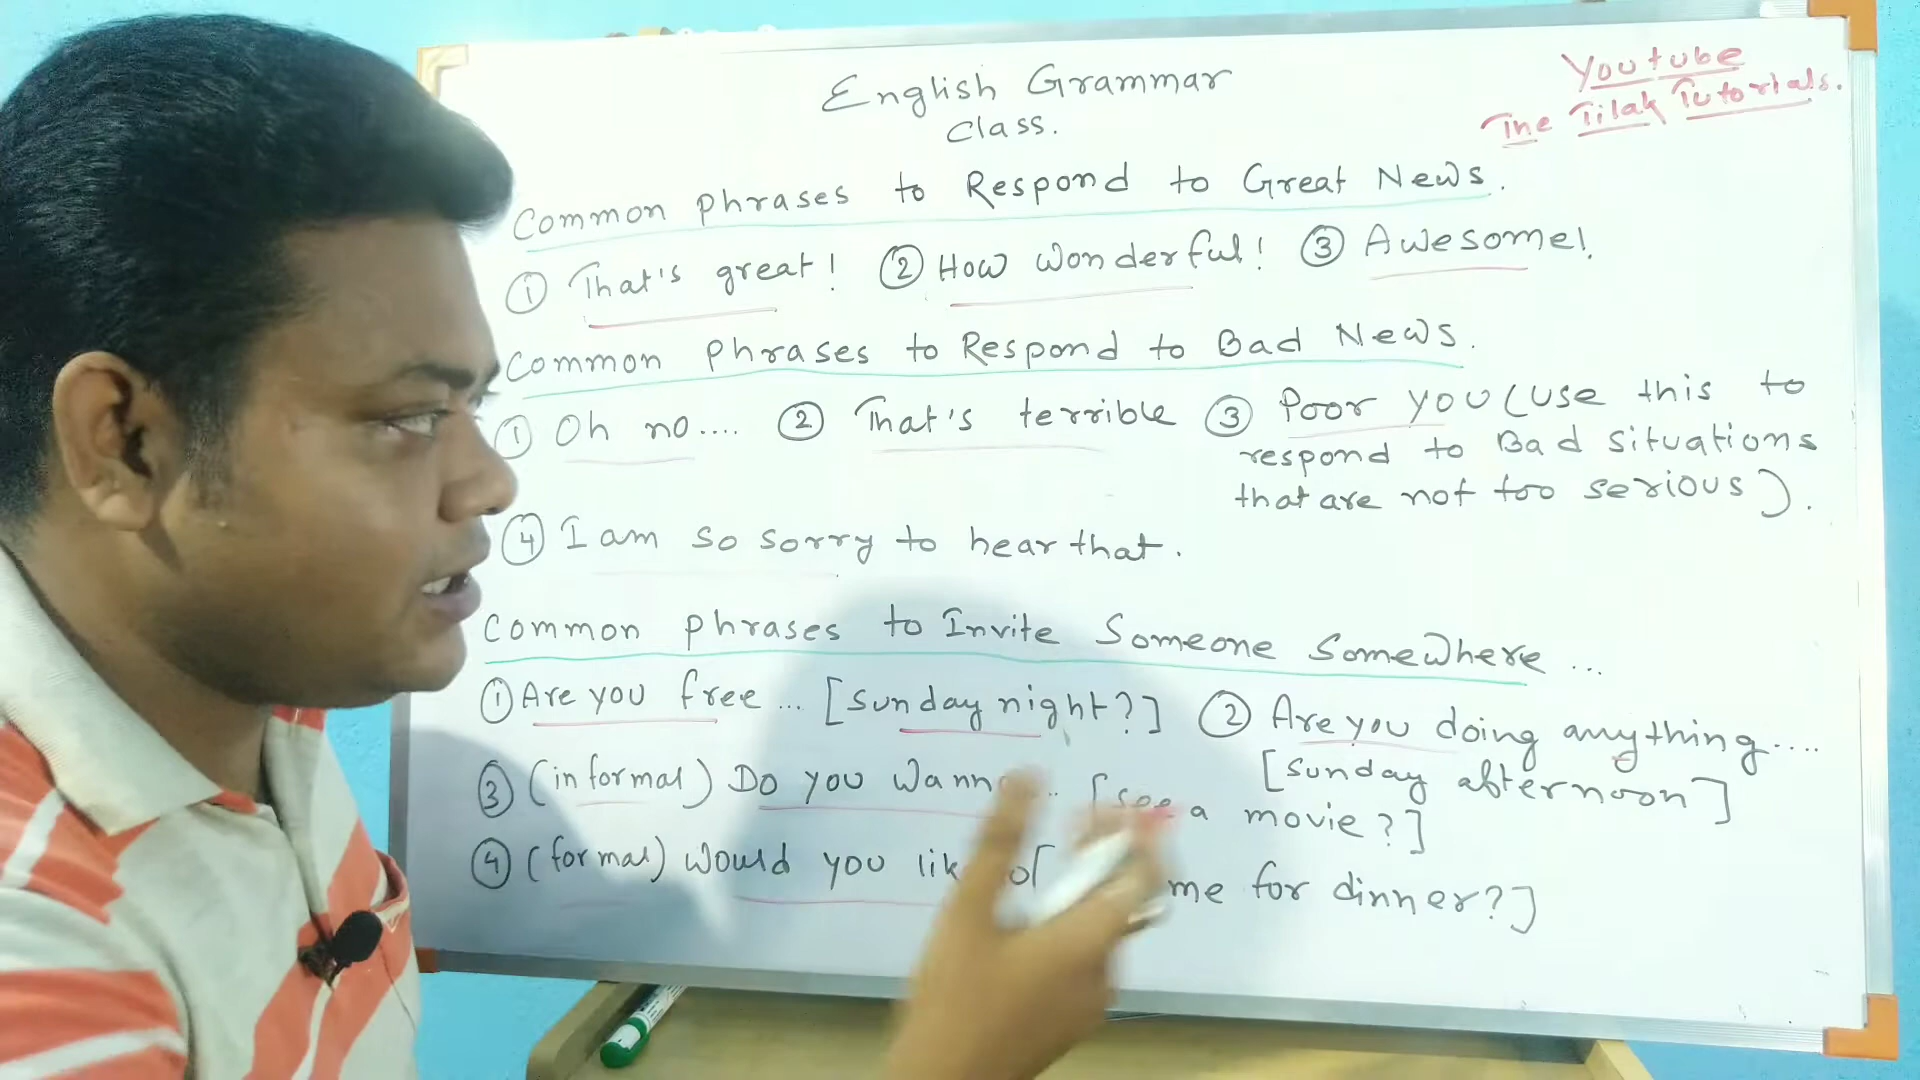 English Grammar
Class.
Youtube
The Tilak Tutorials.
Common Phrases to Respond to Great News.
① That's great! ② How wonderful! ③ Awesome!
Common Phrases to Respond to Bad News.
① Oh no.... ② That's terrible ③ Poor you (use this to
respond to Bad situations
that are not too serious).
④ I am so sorry to hear that.
Common Phrases to Invite Someone Somewhere ...
① Are you free ... [Sunday night?] ② Are you doing anything....
[Sunday afternoon]
③ (informal) Do you wann .. [see a movie?]
④ (formal) Would you lik me for dinner?]